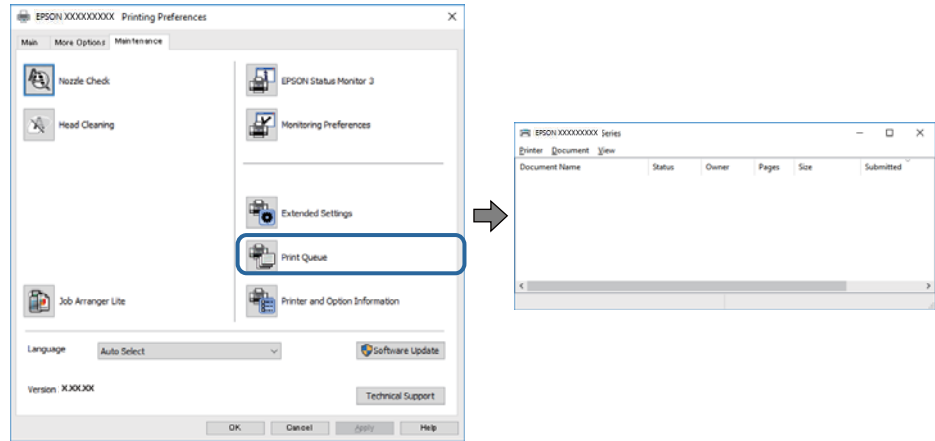 EPSON XXXXXXXXX Printing Preferences
Main More Options Maintenance
Nozzle Check
EPSON Status Monitor 3
Head Cleaning
Monitoring Preferences
Extended Settings
Print Queue
Job Arranger Lite
Printer and Option Information
Language Auto Select
Software Update
Version X.XX.XX
Technical Support
OK Cancel Apply Help
EPSON XXXXXXXXX Series
Printer Document View
Document Name Status Owner Pages Size Submitted